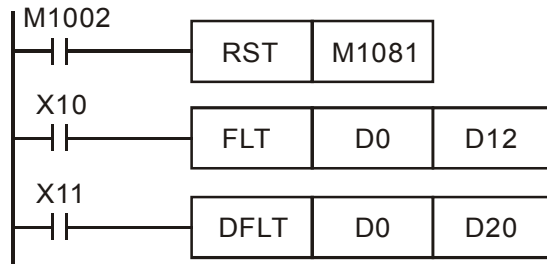 M1002
RST M1081
X10
FLT D0 D12
X11
DFLT D0 D20